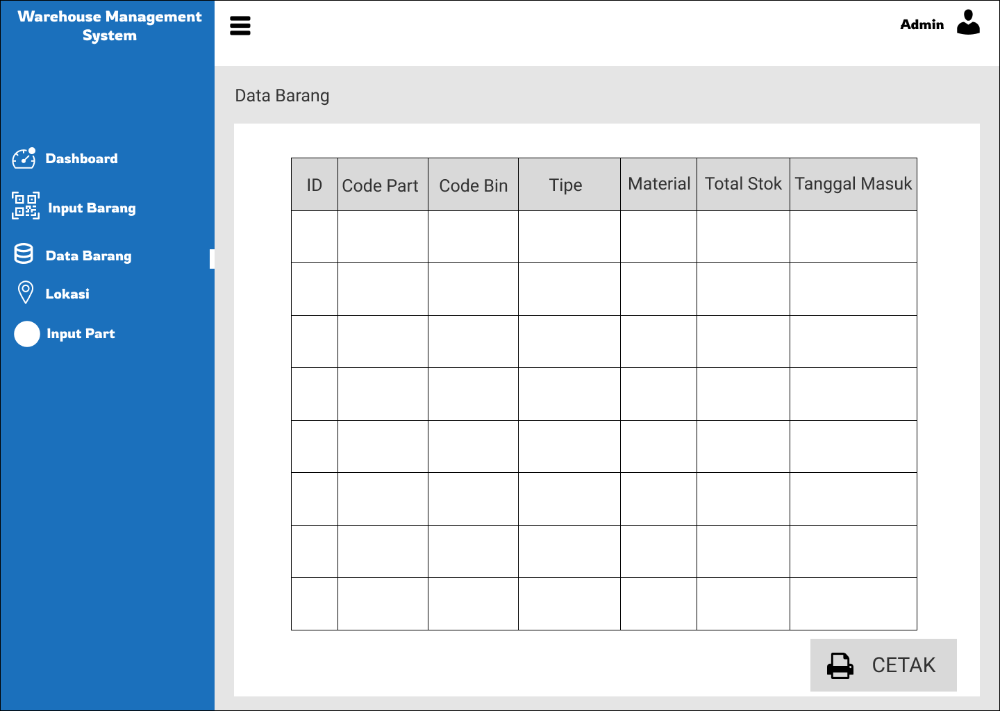 Warehouse Management
System
Admin
Data Barang
Dashboard
Input Barang
Data Barang
Lokasi
Input Part
ID Code Part Code Bin Tipe Material Total Stok Tanggal Masuk
CETAK